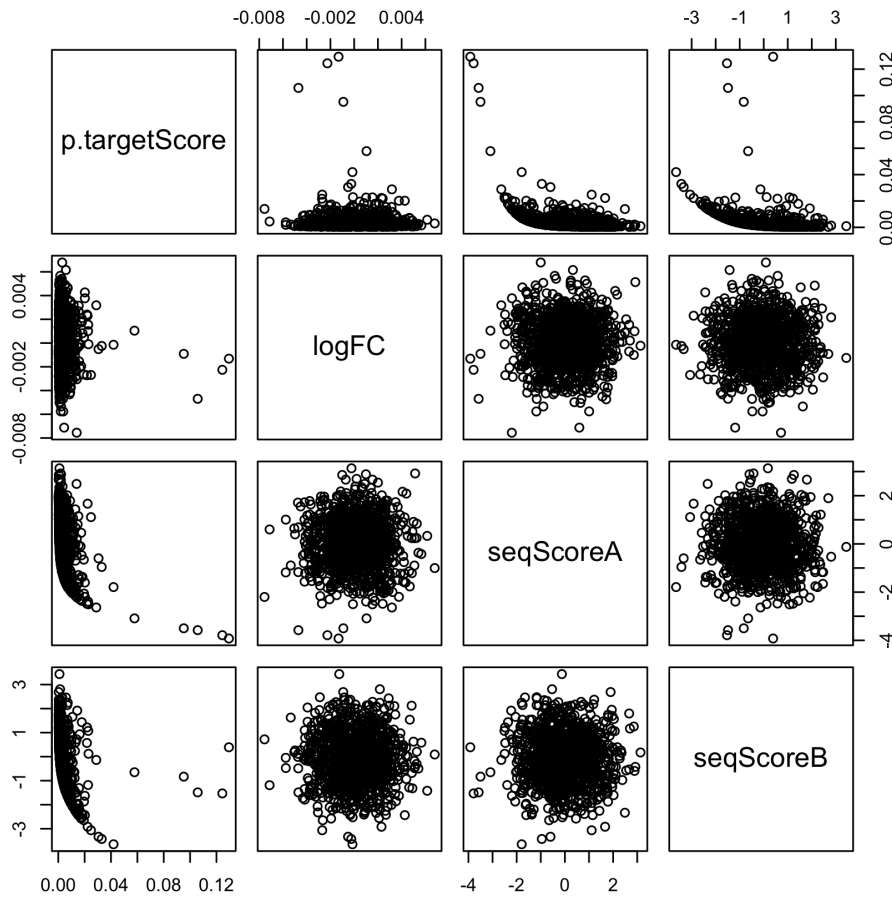 -0.008 -0.002 0.004 -3 -1 1 3
p.targetScore
0.00 0.04 0.08 0.12
-0.008 -0.002 0.004
logFC
seqScoreA
-4 -2 0 2
-3 -1 1 3
seqScoreB
0.00 0.04 0.08 0.12 -4 -2 0 2